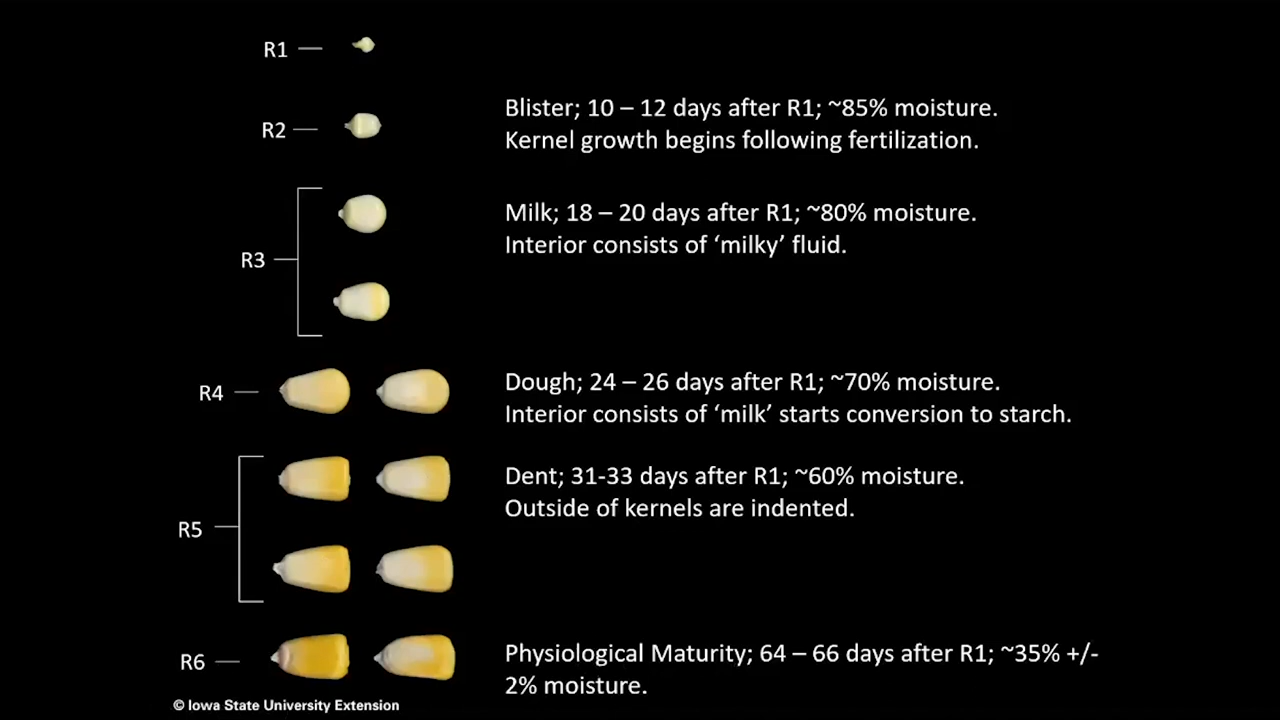 R1
R2
Blister; 10 – 12 days after R1; ~85% moisture.
Kernel growth begins following fertilization.
R3
Milk; 18 – 20 days after R1; ~80% moisture.
Interior consists of ‘milky’ fluid.
R4
Dough; 24 – 26 days after R1; ~70% moisture.
Interior consists of ‘milk’ starts conversion to starch.
R5
Dent; 31-33 days after R1; ~60% moisture.
Outside of kernels are indented.
R6
Physiological Maturity; 64 – 66 days after R1; ~35% +/-
2% moisture.
© Iowa State University Extension